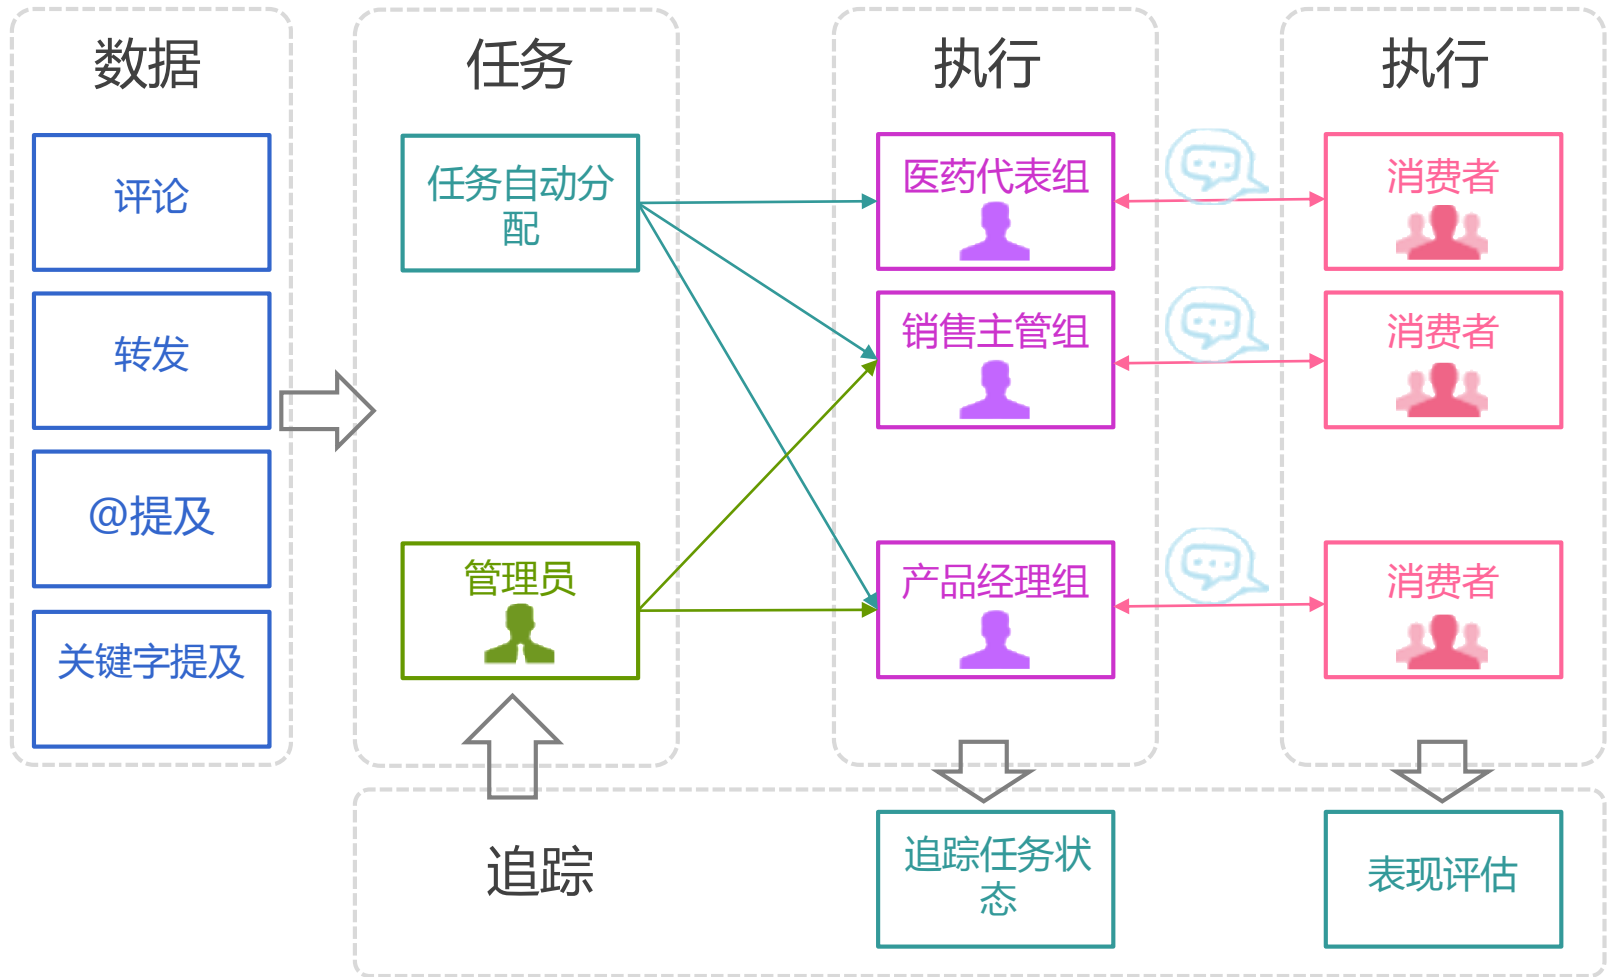 数据
评论
转发
@提及
关键字提及
任务
任务自动分
配
管理员
执行
医药代表组
销售主管组
产品经理组
执行
消费者
消费者
消费者
追踪
追踪任务状
态
表现评估